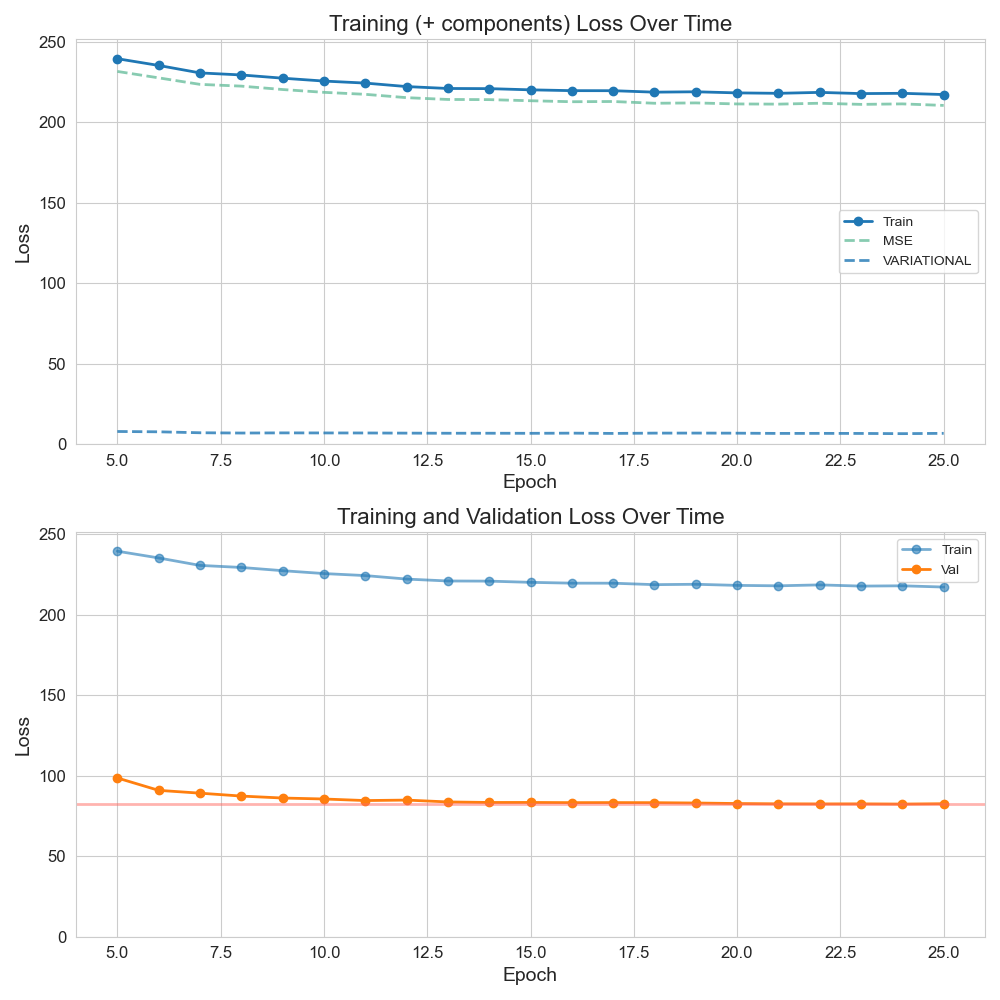 Training (+ components) Loss Over Time
250
200
150
100
50
0
Loss
Train
MSE
VARIATIONAL
5.0 7.5 10.0 12.5 15.0 17.5 20.0 22.5 25.0
Epoch
Training and Validation Loss Over Time
250
200
150
100
50
0
Loss
Train
Val
5.0 7.5 10.0 12.5 15.0 17.5 20.0 22.5 25.0
Epoch